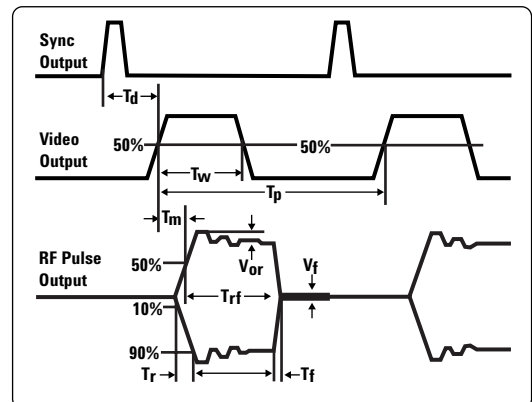 Sync
Output
Td
Video
Output
50%
50%
Tw
Tp
Tm
RF Pulse
Output
50%
Vor
Vf
Trf
10%
90%
Tr
Tf